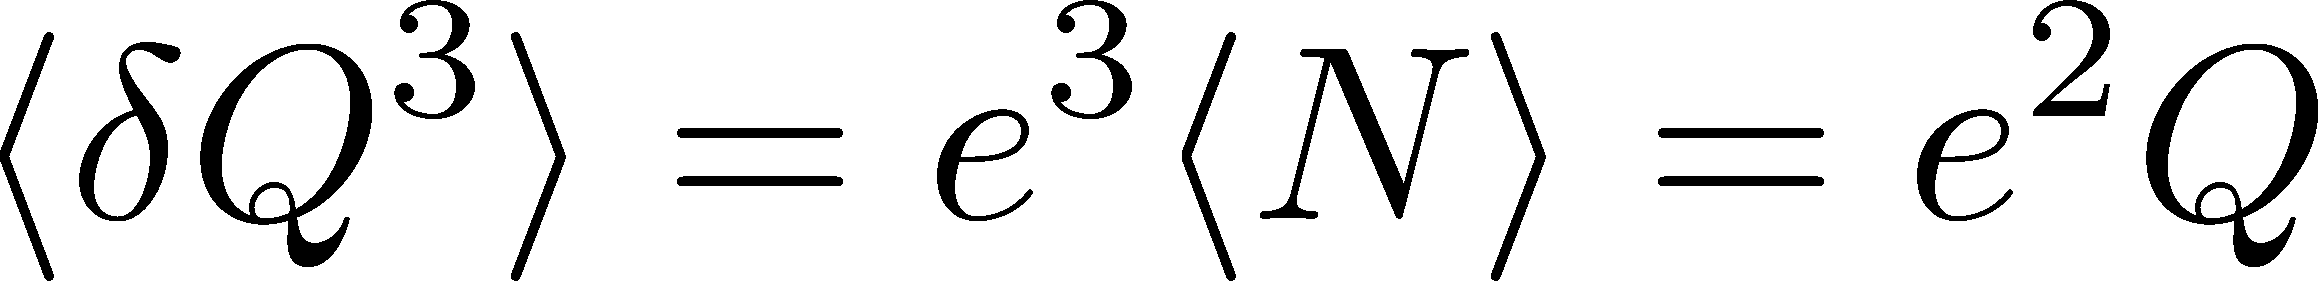 ⟨δQ³⟩ = e³⟨N⟩ = e²Q